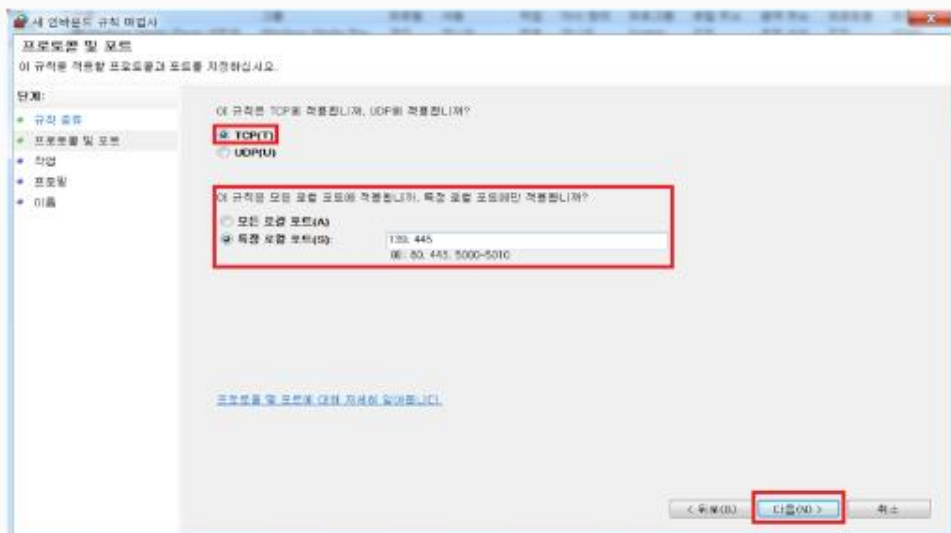 새 인바운드 규칙 마법사
프로토콜 및 포트
이 규칙을 적용할 프로토콜과 포트를 지정하십시오.
단계:
규칙 종류
프로토콜 및 포트
작업
프로필
이름
이 규칙은 TCP에 적용됩니까, UDP에 적용됩니까?
TCP(T)
UDP(U)
이 규칙은 모든 로컬 포트에 적용됩니까, 특정 로컬 포트에만 적용됩니까?
모든 로컬 포트(A)
특정 로컬 포트(S):
139, 445
예: 80, 443, 5000-5010
프로토콜 및 포트에 대해 자세히 알아봅니다.
< 뒤로(B)
다음(N) >
취소